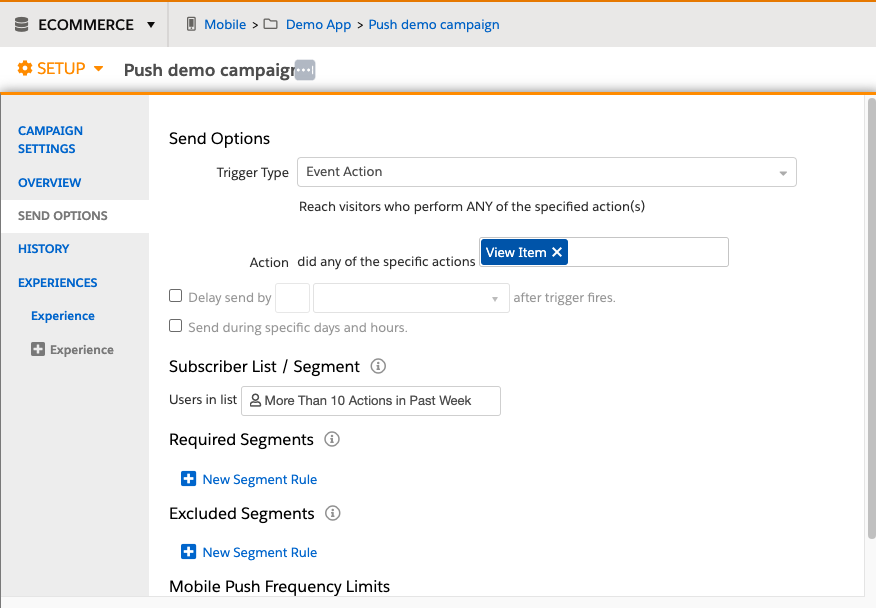 ECOMMERCE Mobile > Demo App > Push demo campaign
SETUP Push demo campaign
CAMPAIGN
SETTINGS
OVERVIEW
SEND OPTIONS
HISTORY
EXPERIENCES
Experience
Experience
Send Options
Trigger Type Event Action
Reach visitors who perform ANY of the specified action(s)
Action did any of the specific actions View Item ✕
Delay send by after trigger fires.
Send during specific days and hours.
Subscriber List / Segment
Users in list More Than 10 Actions in Past Week
Required Segments
New Segment Rule
Excluded Segments
New Segment Rule
Mobile Push Frequency Limits